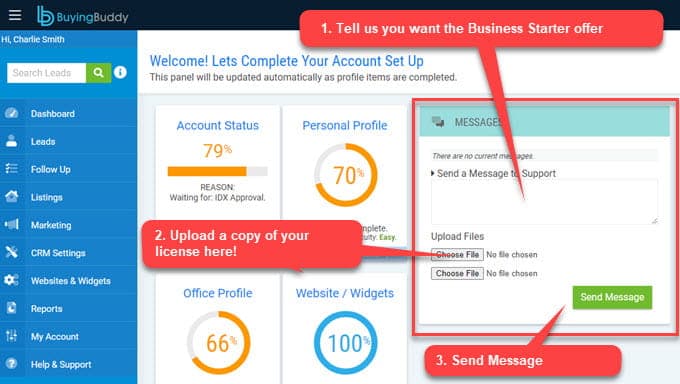 BuyingBuddy
Hi, Charlie Smith
Search Leads
Dashboard
Leads
Follow Up
Listings
Marketing
CRM Settings
Websites & Widgets
Reports
My Account
Help & Support
1. Tell us you want the Business Starter offer
Welcome! Lets Complete Your Account Set Up
This panel will be updated automatically as profile items are completed.
Account Status
79%
REASON:
Waiting for: IDX Approval.
Personal Profile
70%
Easy.
2. Upload a copy of your
license here!
Office Profile
66%
Website / Widgets
100%
MESSAGES
There are no current messages.
Send a Message to Support
Upload Files
Choose File No file chosen
Choose File No file chosen
Send Message
3. Send Message